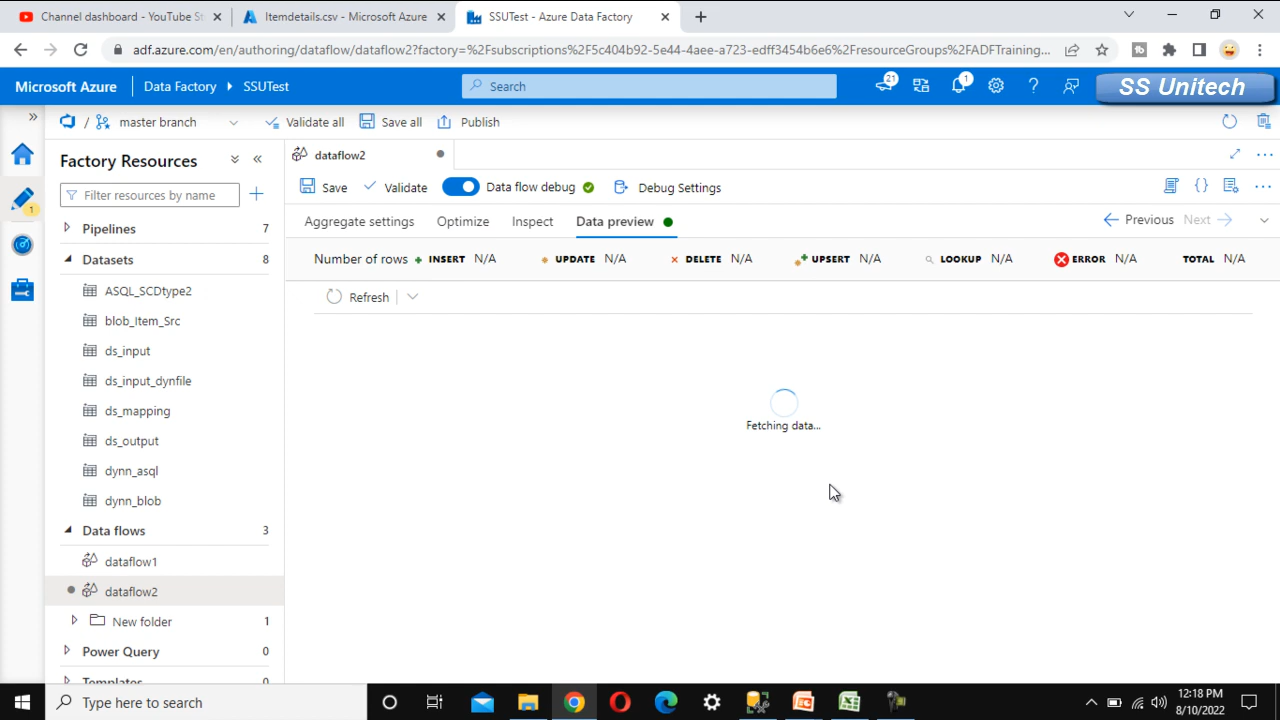 Channel dashboard - YouTube St
Itemdetails.csv - Microsoft Azure
SSUTest - Azure Data Factory
adf.azure.com/en/authoring/dataflow/dataflow2?factory=%2Fsubscriptions%2F5c404b92-5e44-4aee-a723-edff3454b6e6%2FresourceGroups%2FADFTraining...
Microsoft Azure
Data Factory
SSUTest
Search
21
1
SS Unitech
/
master branch
Validate all
Save all
Publish
Factory Resources
dataflow2
Save
Validate
Data flow debug
Debug Settings
Filter resources by name
1
Aggregate settings
Optimize
Inspect
Data preview
Previous
Next
Pipelines 7
Number of rows
INSERT N/A
UPDATE N/A
DELETE N/A
UPSERT N/A
LOOKUP N/A
ERROR N/A
TOTAL N/A
Datasets 8
Refresh
ASQL_SCDtype2
blob_Item_Src
ds_input
ds_input_dynfile
ds_mapping
ds_output
dynn_asql
dynn_blob
Fetching data...
Data flows 3
dataflow1
dataflow2
New folder 1
Power Query 0
Templates 0
Type here to search
12:18 PM
8/10/2022